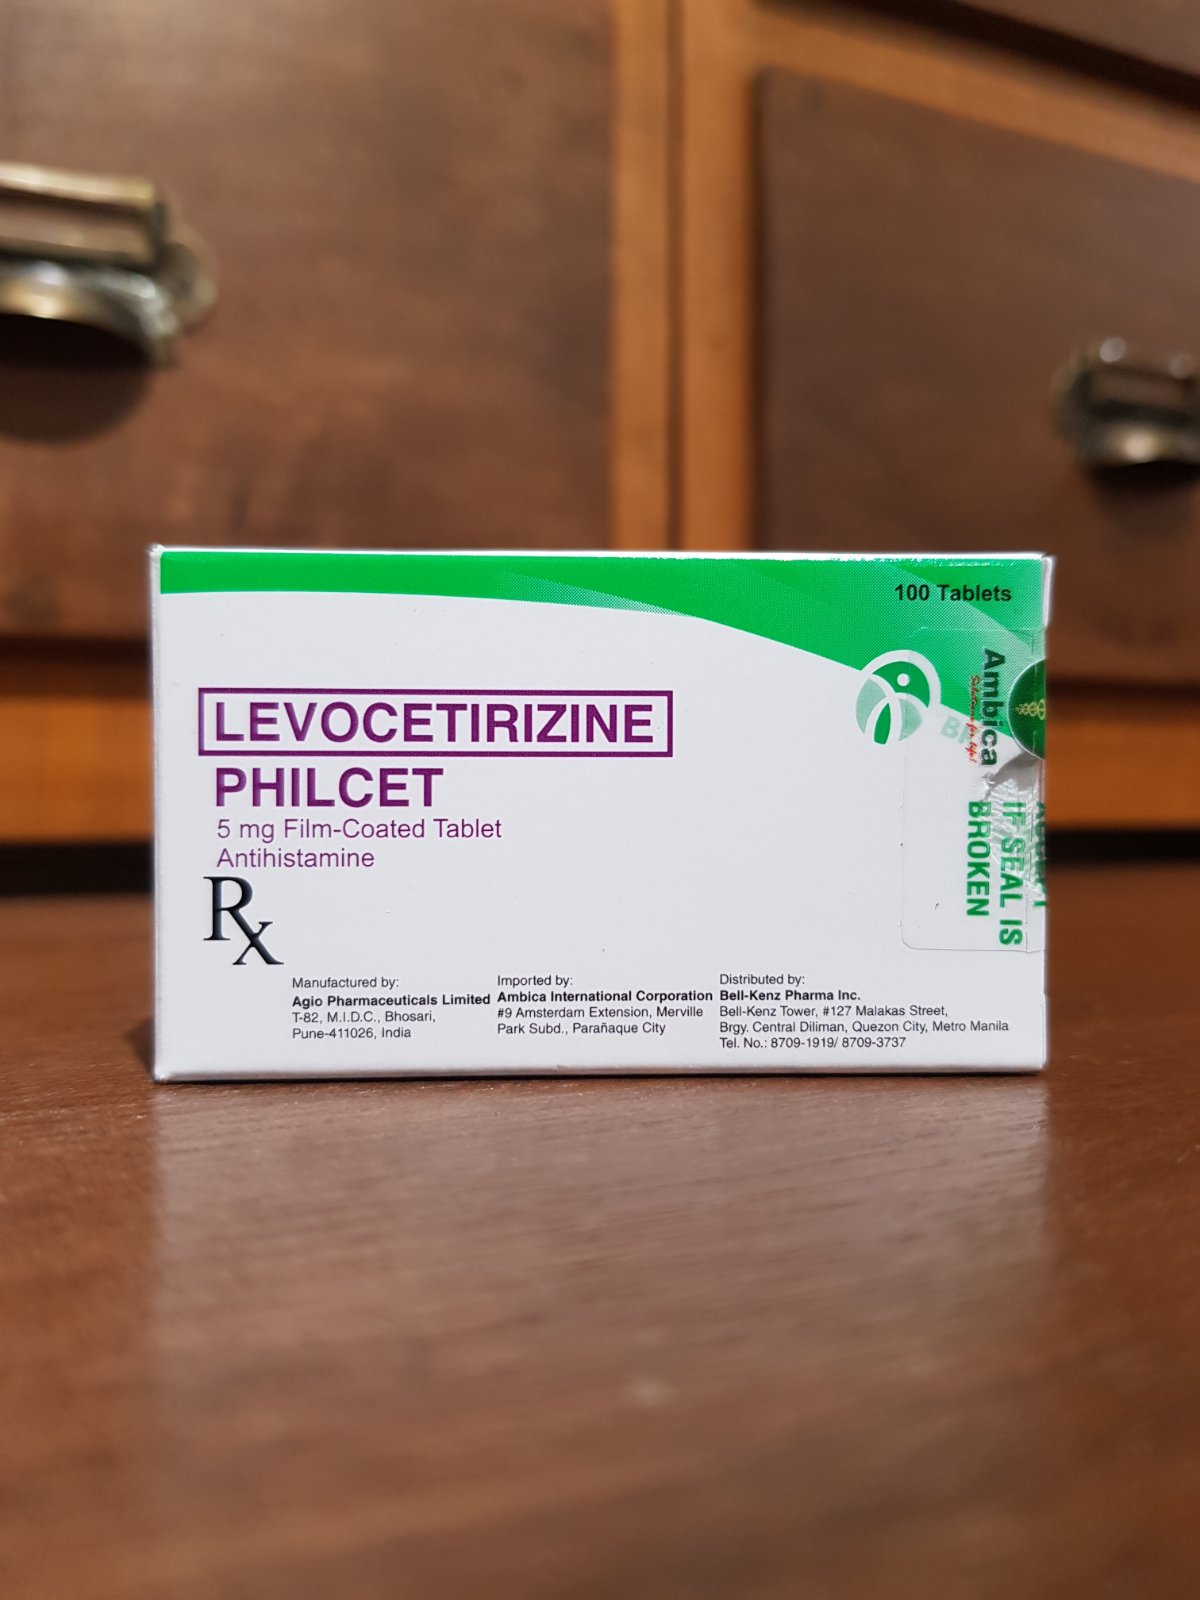 100 Tablets
LEVOCETIRIZINE
PHILCET
5 mg Film-Coated Tablet
Antihistamine
Rx
Manufactured by:
Agio Pharmaceuticals Limited
T-82, M.I.D.C., Bhosari,
Pune-411026, India
Imported by:
Ambica International Corporation
#9 Amsterdam Extension, Merville
Park Subd., Parañaque City
Distributed by:
Bell-Kenz Pharma Inc.
Bell-Kenz Tower, #127 Malakas Street,
Brgy. Central Diliman, Quezon City, Metro Manila
Tel. No.: 8709-1919/ 8709-3737
Ambica
Solutions for life!
IF SEAL IS
BROKEN